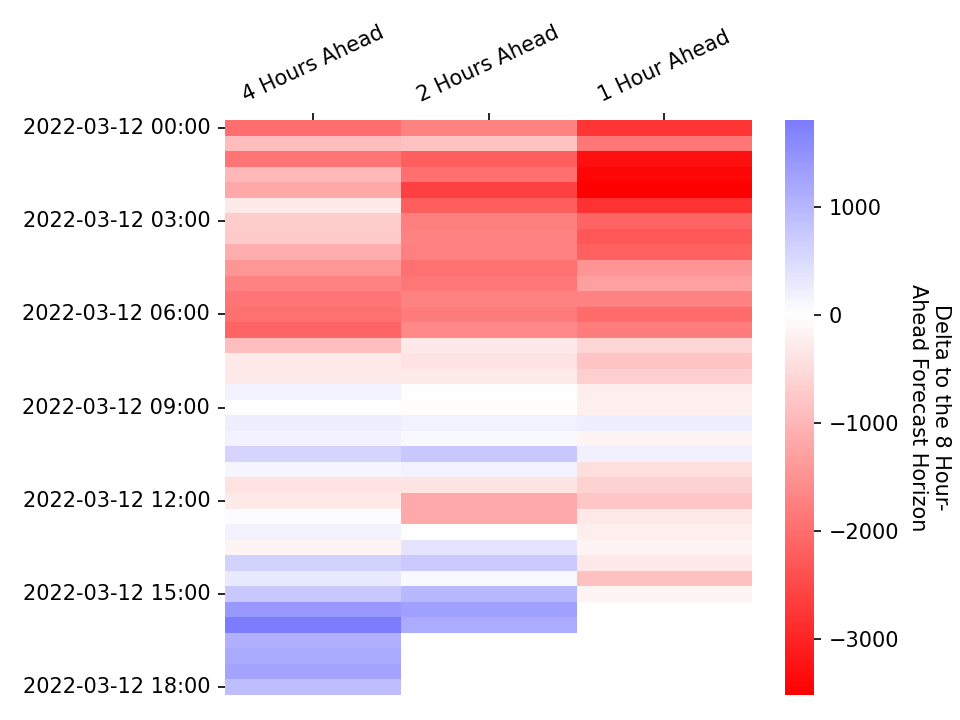 4 Hours Ahead
2 Hours Ahead
1 Hour Ahead
2022-03-12 00:00
2022-03-12 03:00
2022-03-12 06:00
2022-03-12 09:00
2022-03-12 12:00
2022-03-12 15:00
2022-03-12 18:00
1000
0
−1000
−2000
−3000
Delta to the 8 Hour-
Ahead Forecast Horizon